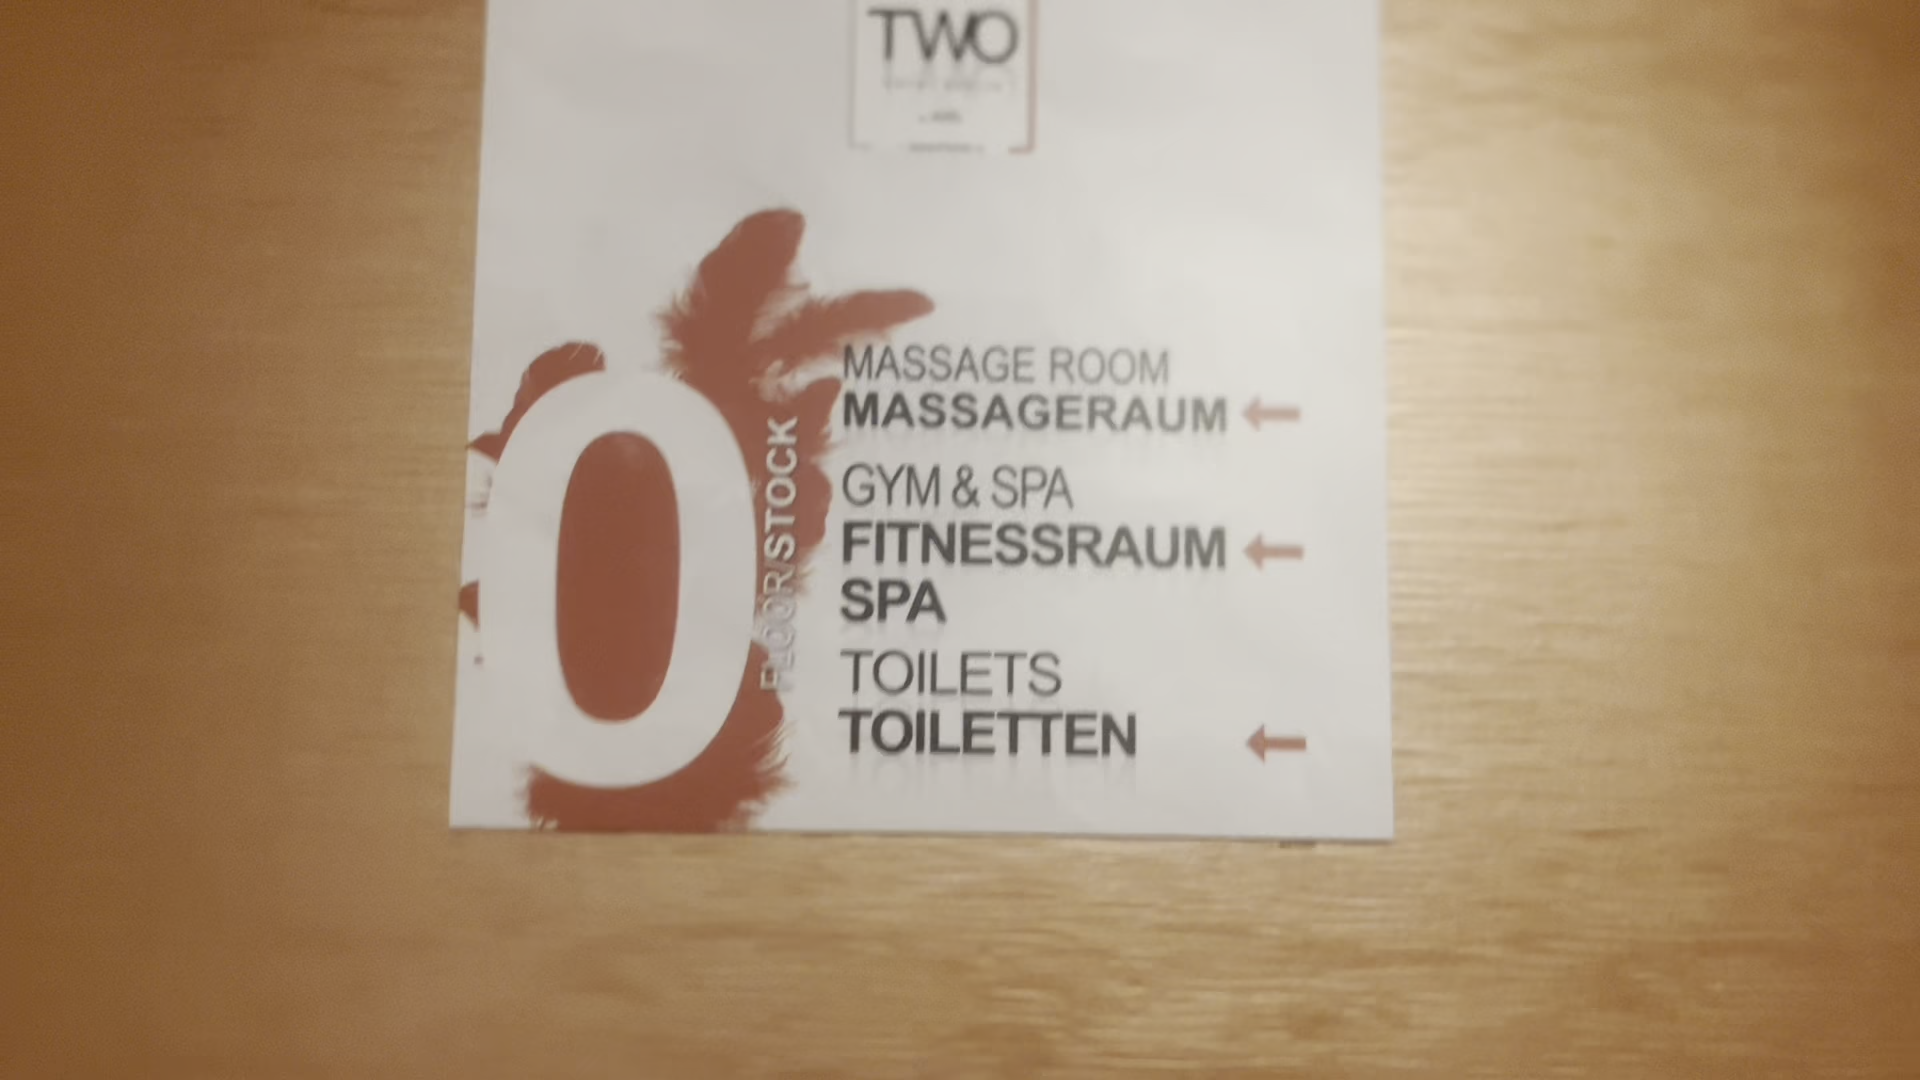 TWO
0
FLOOR/STOCK
MASSAGE ROOM
MASSAGERAUM
GYM & SPA
FITNESSRAUM
SPA
TOILETS
TOILETTEN